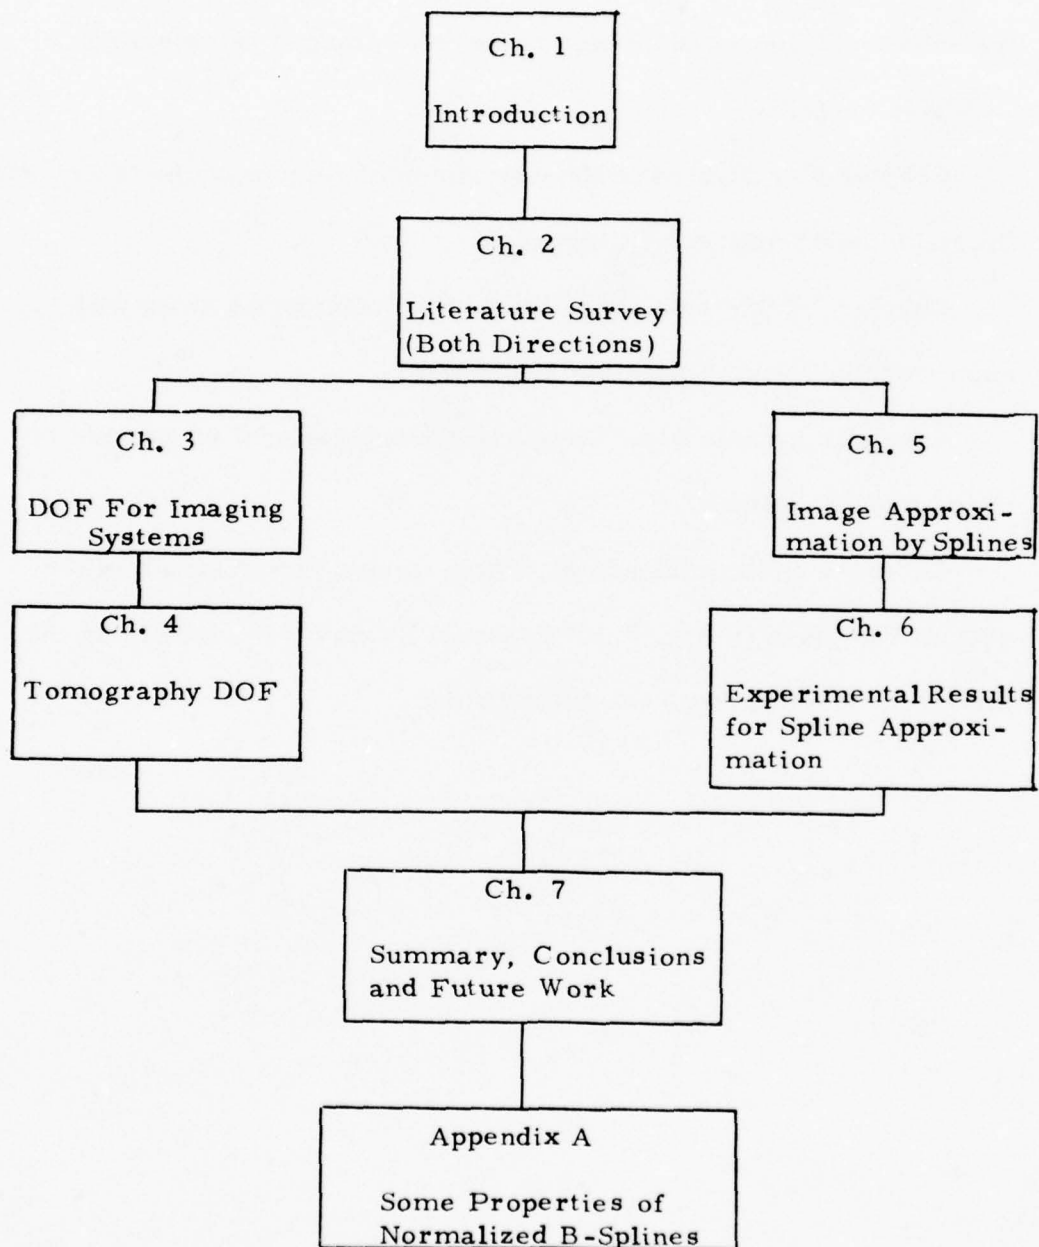 Ch. 1
Introduction
Ch. 2
Literature Survey
(Both Directions)
Ch. 3
DOF For Imaging
Systems
Ch. 4
Tomography DOF
Ch. 5
Image Approxi-
mation by Splines
Ch. 6
Experimental Results
for Spline Approxi-
mation
Ch. 7
Summary, Conclusions
and Future Work
Appendix A
Some Properties of
Normalized B-Splines